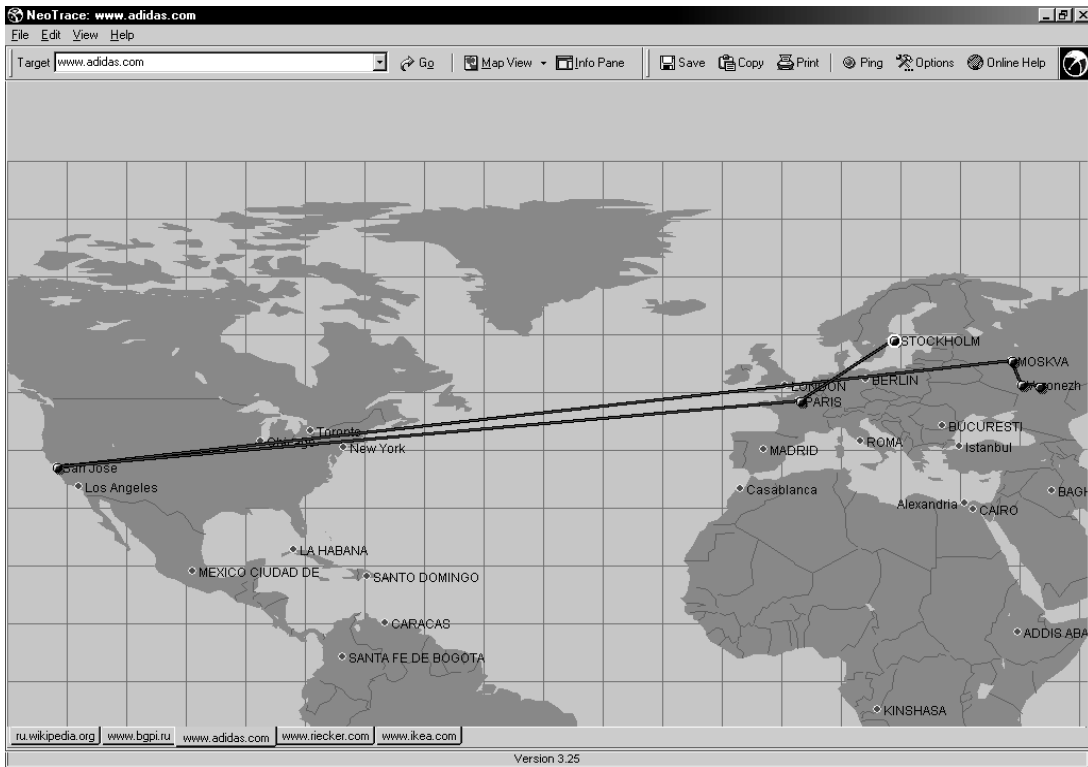 NeoTrace: www.adidas.com
File Edit View Help
Target www.adidas.com Go Map View Info Pane Save Copy Print Ping Options Online Help
STOCKHOLM
MOSKVA
LONDON
BERLIN
PARIS
BUCURESTI
Toronto
Chicago
New York
MADRID
ROMA
Istanbul
San Jose
Los Angeles
Casablanca
BAGH
Alexandria
CAIRO
LA HABANA
MEXICO CIUDAD DE
SANTO DOMINGO
CARACAS
ADDIS ABA
SANTA FE DE BOGOTA
KINSHASA
ru.wikipedia.org www.bgpi.ru www.adidas.com www.riecker.com www.ikea.com
Version 3.25